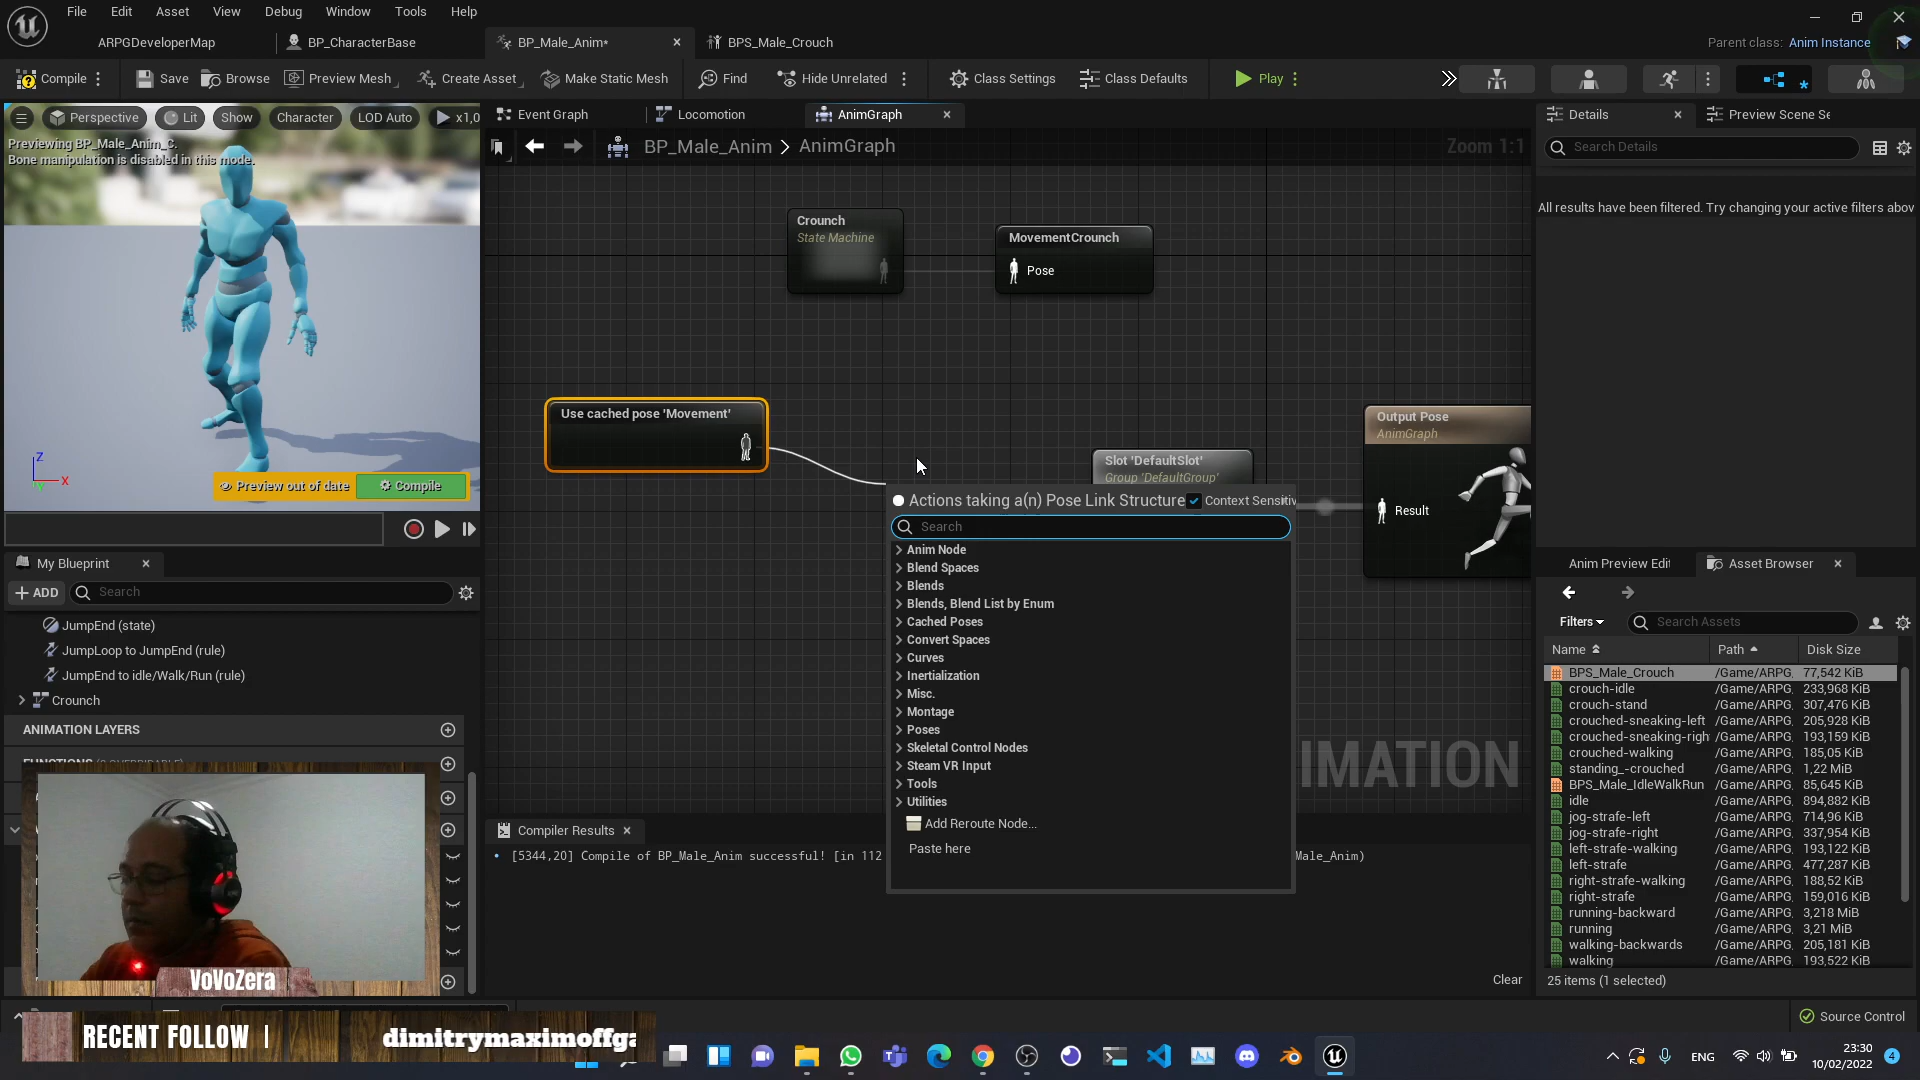 File Edit Asset View Debug Window Tools Help
ARPGDeveloperMap BP_CharacterBase BP_Male_Anim* BPS_Male_Crouch Parent class: Anim Instance
Compile Save Browse Preview Mesh Create Asset Make Static Mesh Find Hide Unrelated Class Settings Class Defaults Play
Perspective Lit Show Character LOD Auto x1,0
Event Graph Locomotion AnimGraph
Details Preview Scene Se
Previewing BP_Male_Anim_C.
Bone manipulation is disabled in this mode.
BP_Male_Anim > AnimGraph Zoom 1:1
Search Details
All results have been filtered. Try changing your active filters abov
Crounch
State Machine
MovementCrounch
Pose
Use cached pose 'Movement'
Slot 'DefaultSlot'
Group 'DefaultGroup'
Output Pose
AnimGraph
Result
Z
X
Y
Preview out of date Compile
Actions taking a(n) Pose Link Structure Context Sensitiv
Search
Anim Node
Blend Spaces
Blends
Blends, Blend List by Enum
Cached Poses
Convert Spaces
Curves
Inertialization
Misc.
Montage
Poses
Skeletal Control Nodes
Steam VR Input
Tools
Utilities
Add Reroute Node...
Paste here
IMATION
My Blueprint
ADD Search
JumpEnd (state)
JumpLoop to JumpEnd (rule)
JumpEnd to idle/Walk/Run (rule)
Crounch
ANIMATION LAYERS
Anim Preview Edit Asset Browser
Filters Search Assets
Name Path Disk Size
BPS_Male_Crouch /Game/ARPG, 77,542 KiB
crouch-idle /Game/ARPG, 233,968 KiB
crouch-stand /Game/ARPG, 307,476 KiB
crouched-sneaking-left /Game/ARPG, 205,928 KiB
crouched-sneaking-righ /Game/ARPG, 193,159 KiB
crouched-walking /Game/ARPG, 185,05 KiB
standing_-crouched /Game/ARPG, 1,22 MiB
BPS_Male_IdleWalkRun /Game/ARPG, 85,645 KiB
idle /Game/ARPG, 894,882 KiB
jog-strafe-left /Game/ARPG, 714,96 KiB
jog-strafe-right /Game/ARPG, 337,954 KiB
left-strafe-walking /Game/ARPG, 193,122 KiB
left-strafe /Game/ARPG, 477,287 KiB
right-strafe-walking /Game/ARPG, 188,52 KiB
right-strafe /Game/ARPG, 159,016 KiB
running-backward /Game/ARPG, 3,218 MiB
running /Game/ARPG, 3,21 MiB
walking-backwards /Game/ARPG, 205,181 KiB
walking /Game/ARPG, 193,522 KiB
25 items (1 selected)
Compiler Results
[5344,20] Compile of BP_Male_Anim successful! [in 112 Male_Anim)
Clear
VoVoZera
RECENT FOLLOW | dimitrymaximoffga
Source Control
ENG
23:30
10/02/2022
4